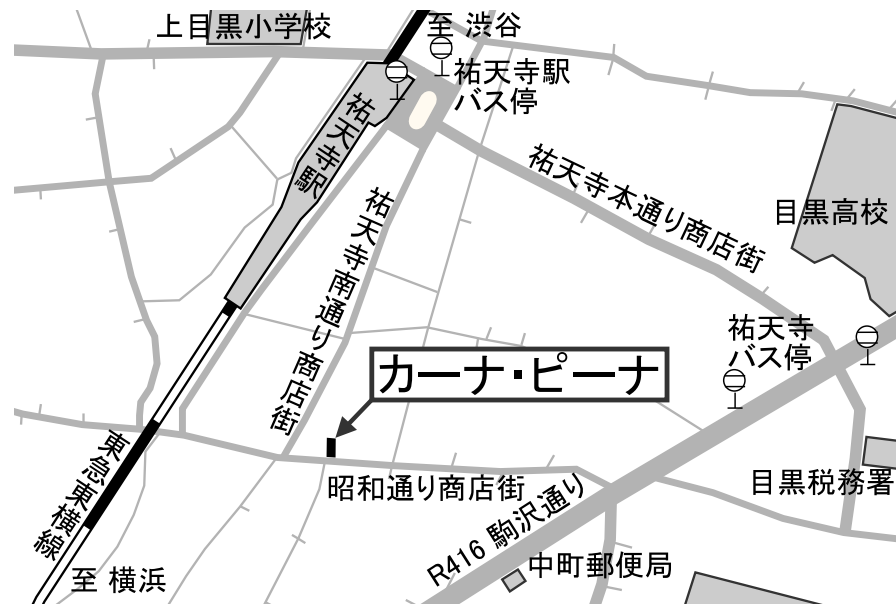 上目黒小学校
至 渋谷
祐天寺駅
バス停
祐天寺駅
祐天寺本通り商店街
目黒高校
祐天寺南通り商店街
祐天寺
バス停
カーナ・ピーナ
東急東横線
昭和通り商店街
目黒税務署
R416 駒沢通り
中町郵便局
至 横浜